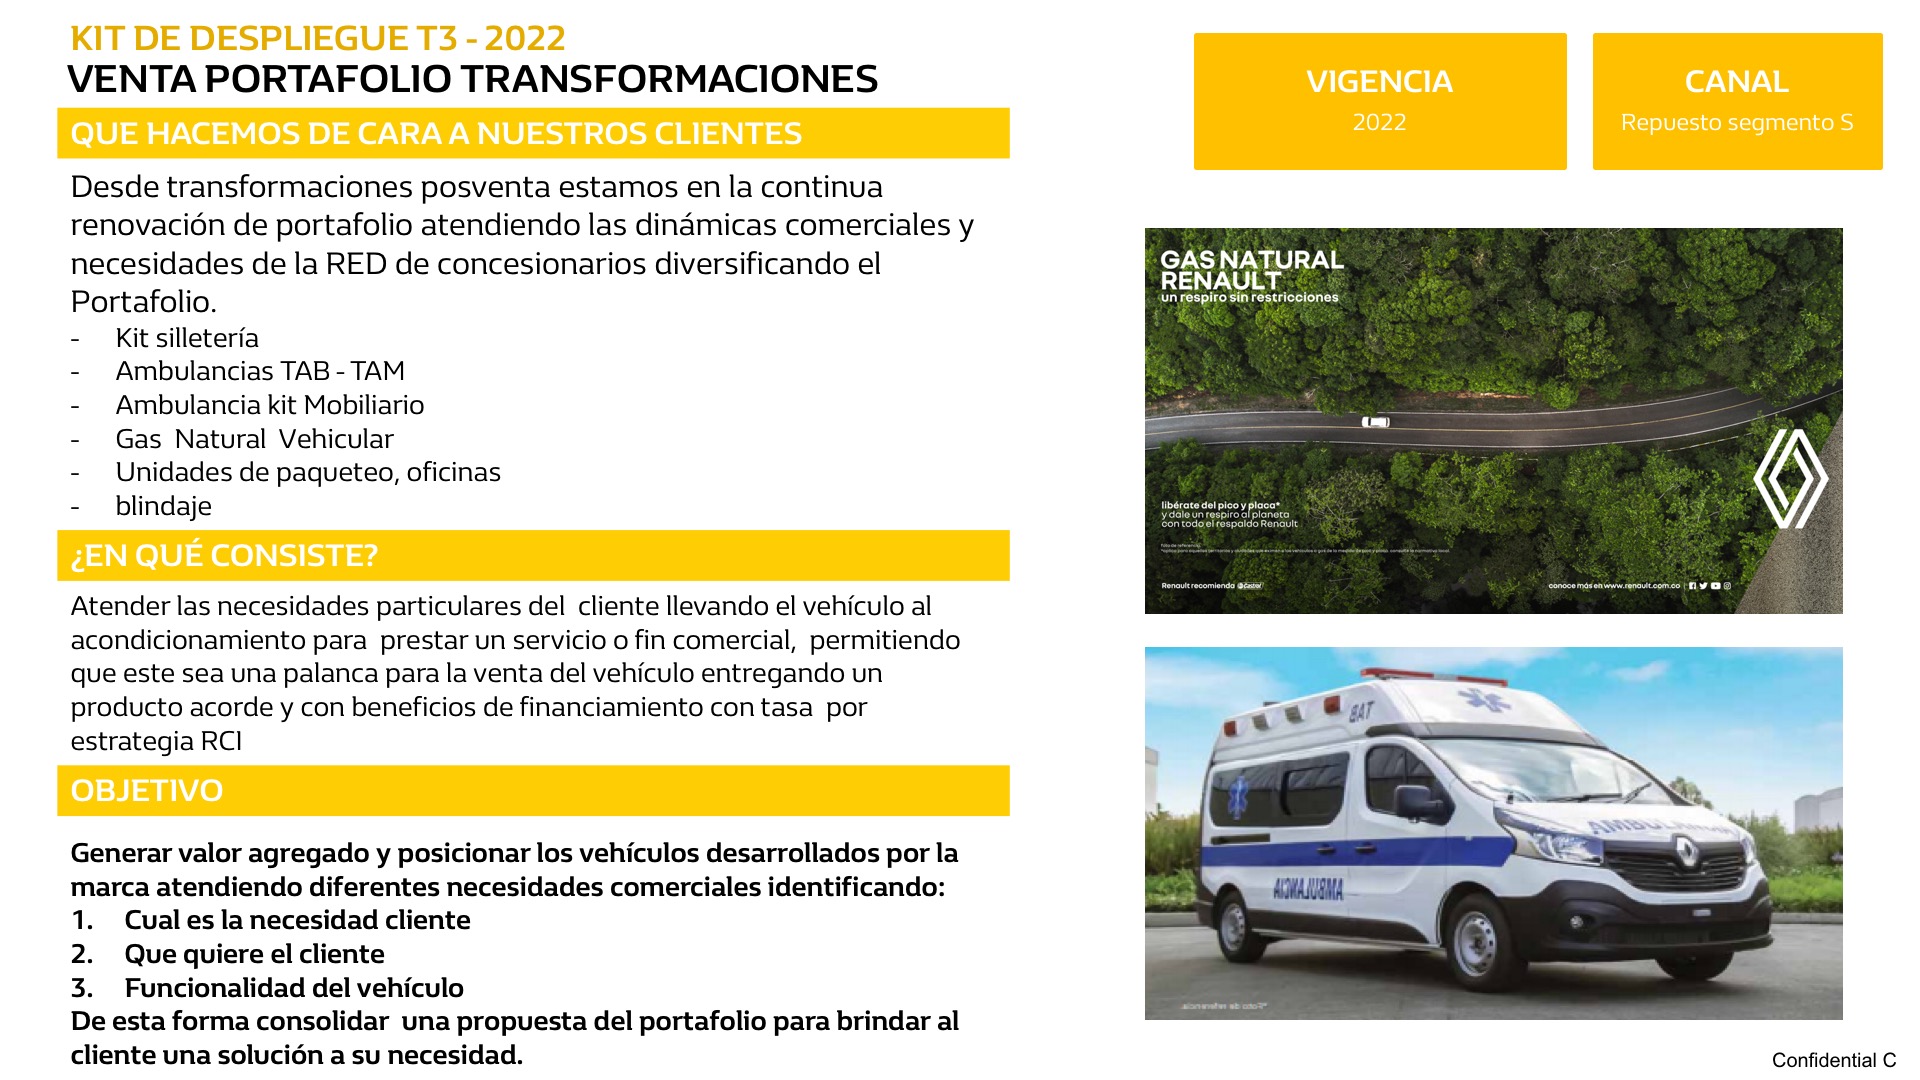 KIT DE DESPLIEGUE T3 - 2022
VENTA PORTAFOLIO TRANSFORMACIONES
QUE HACEMOS DE CARA A NUESTROS CLIENTES
Desde transformaciones posventa estamos en la continua
renovación de portafolio atendiendo las dinámicas comerciales y
necesidades de la RED de concesionarios diversificando el
Portafolio.
- Kit silletería
- Ambulancias TAB - TAM
- Ambulancia kit Mobiliario
- Gas Natural Vehicular
- Unidades de paqueteo, oficinas
- blindaje
¿EN QUÉ CONSISTE?
Atender las necesidades particulares del cliente llevando el vehículo al
acondicionamiento para prestar un servicio o fin comercial, permitiendo
que este sea una palanca para la venta del vehículo entregando un
producto acorde y con beneficios de financiamiento con tasa por
estrategia RCI
OBJETIVO
Generar valor agregado y posicionar los vehículos desarrollados por la
marca atendiendo diferentes necesidades comerciales identificando:
1. Cual es la necesidad cliente
2. Que quiere el cliente
3. Funcionalidad del vehículo
De esta forma consolidar una propuesta del portafolio para brindar al
cliente una solución a su necesidad.
VIGENCIA
2022
CANAL
Repuesto segmento S
GAS NATURAL
RENAULT
un respiro sin restricciones
libérate del pico y placa*
y dale un respiro al planeta
con todo el respaldo Renault
Renault recomienda Castrol
conoce más en www.renault.com.co
TAB
AMBULANCIA
AMBULANCIA
*Foto de referencia
Confidential C